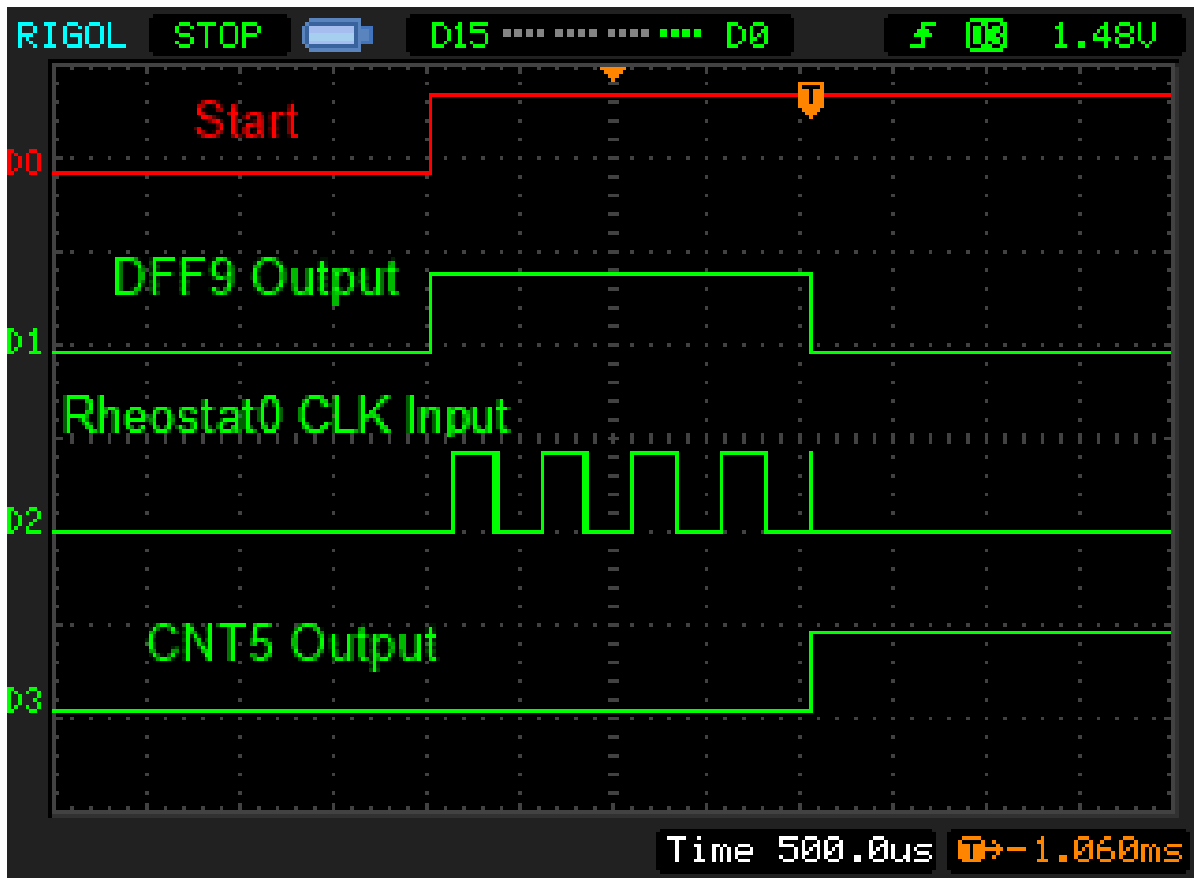 RIGOL STOP D15 D0 D3 1.48V
T
Start
D0
DFF9 Output
D1
Rheostat0 CLK Input
D2
CNT5 Output
D3
Time 500.0us T→-1.060ms